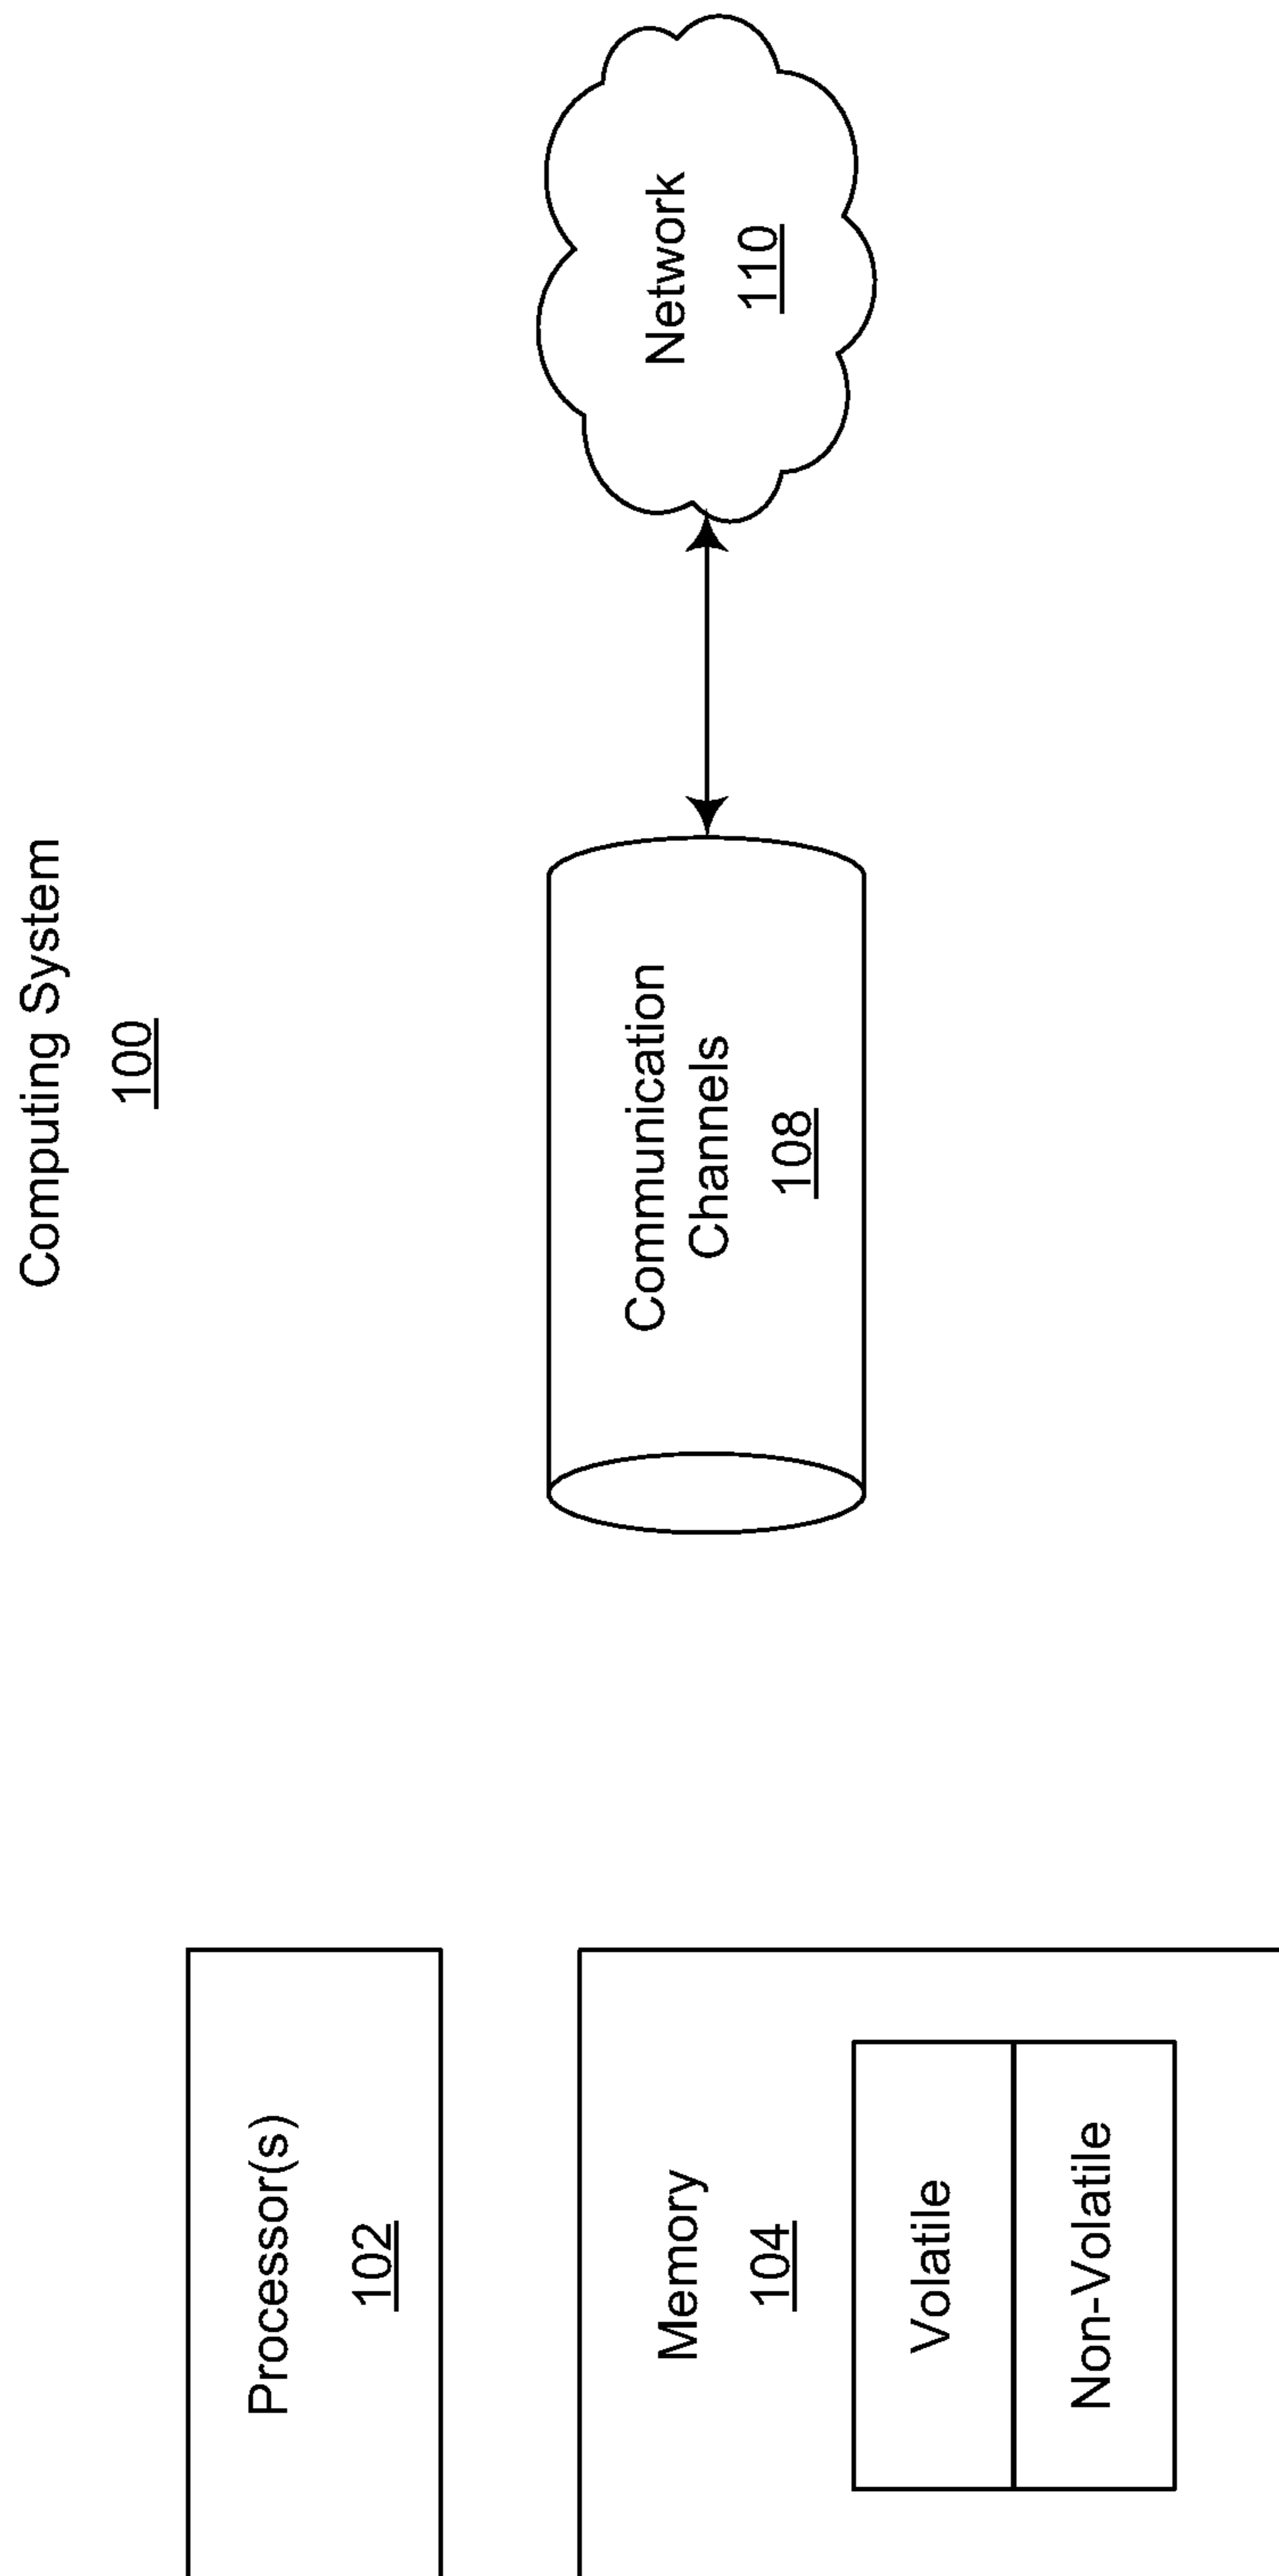 Computing System
100
Processor(s)
102
Memory
104
Volatile
Non-Volatile
Communication
Channels
108
Network
110